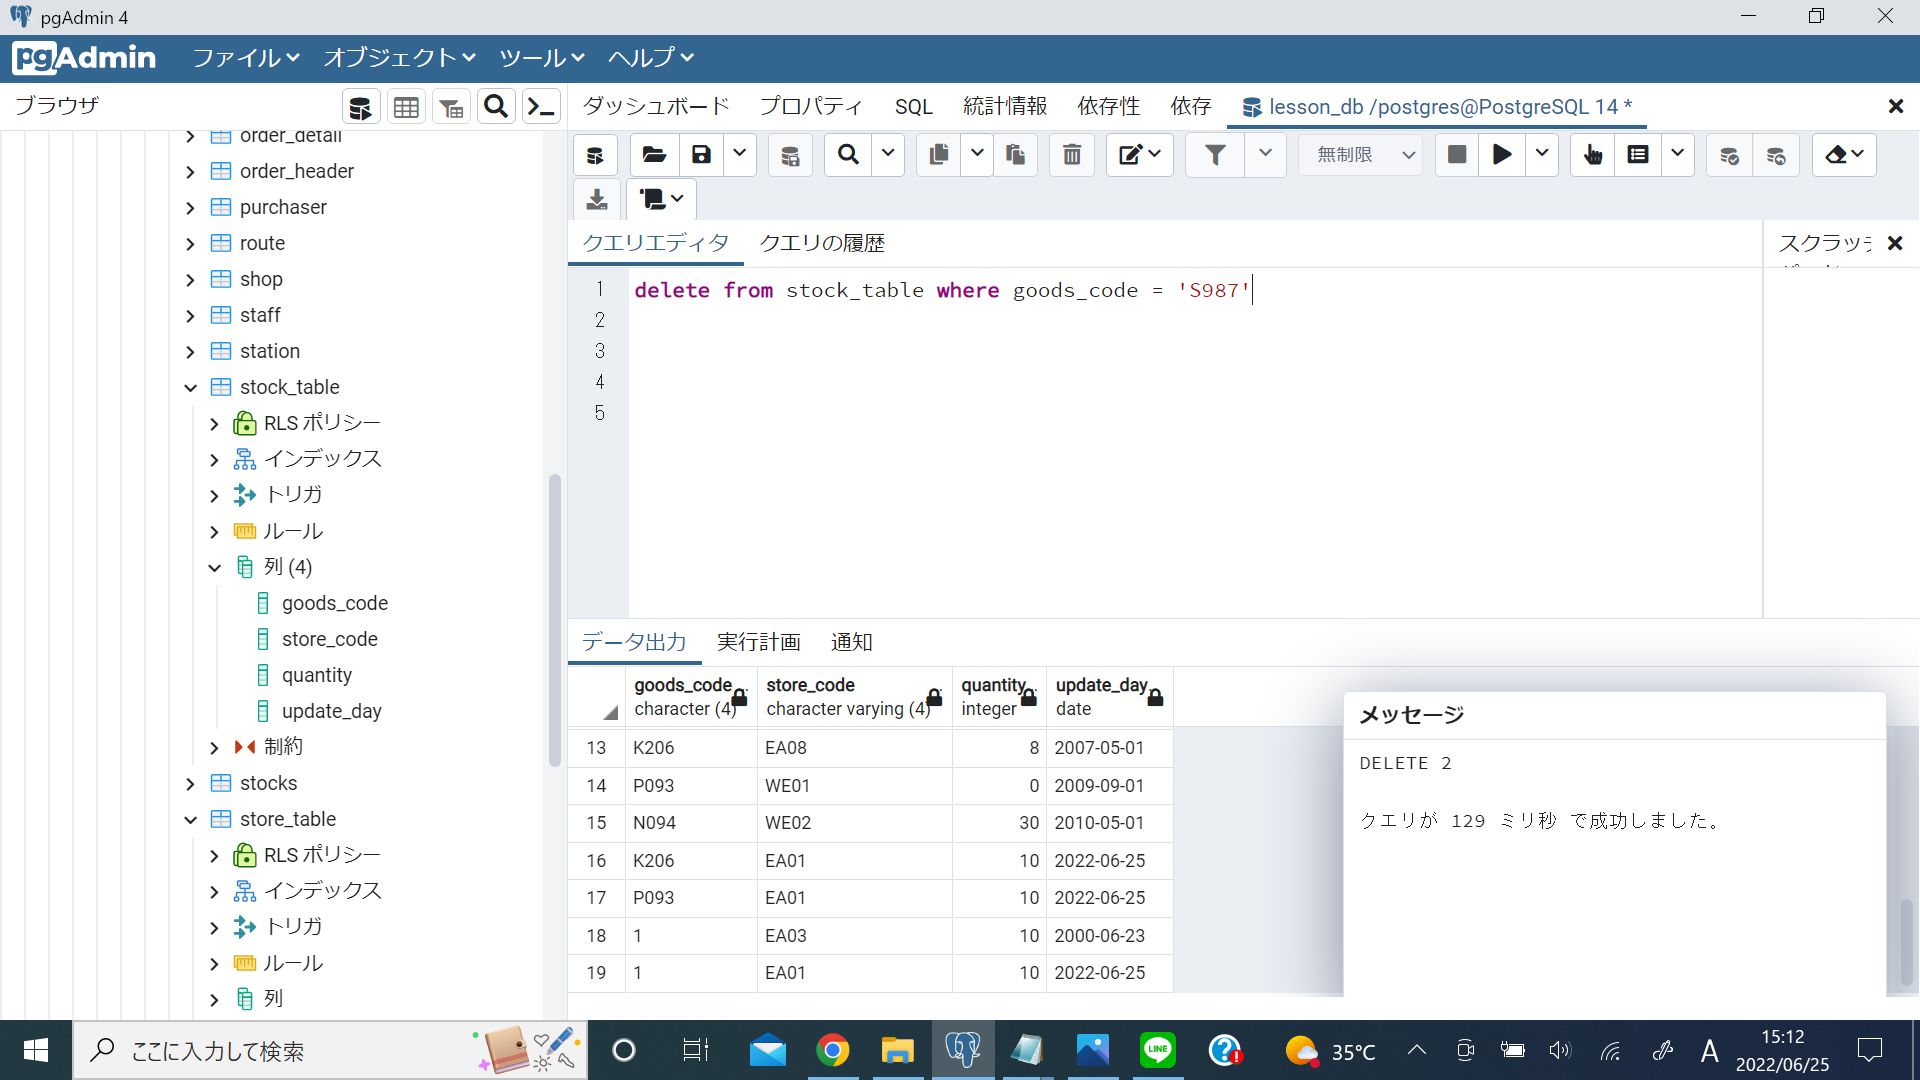 pgAdmin 4
pgAdmin ファイル オブジェクト ツール ヘルプ
ブラウザ
ダッシュボード プロパティ SQL 統計情報 依存性 依存 lesson_db /postgres@PostgreSQL 14 *
無制限
order_detail
order_header
purchaser
route
shop
staff
station
stock_table
RLS ポリシー
インデックス
トリガ
ルール
列 (4)
goods_code
store_code
quantity
update_day
制約
stocks
store_table
RLS ポリシー
インデックス
トリガ
ルール
列
クエリエディタ クエリの履歴
スクラッチ
1 delete from stock_table where goods_code = 'S987'
2
3
4
5
データ出力 実行計画 通知
goods_code store_code quantity update_day
character (4) character varying (4) integer date
13 K206 EA08 8 2007-05-01
14 P093 WE01 0 2009-09-01
15 N094 WE02 30 2010-05-01
16 K206 EA01 10 2022-06-25
17 P093 EA01 10 2022-06-25
18 1 EA03 10 2000-06-23
19 1 EA01 10 2022-06-25
メッセージ
DELETE 2
クエリが 129 ミリ秒 で成功しました。
ここに入力して検索
LINE
35℃
A
15:12
2022/06/25